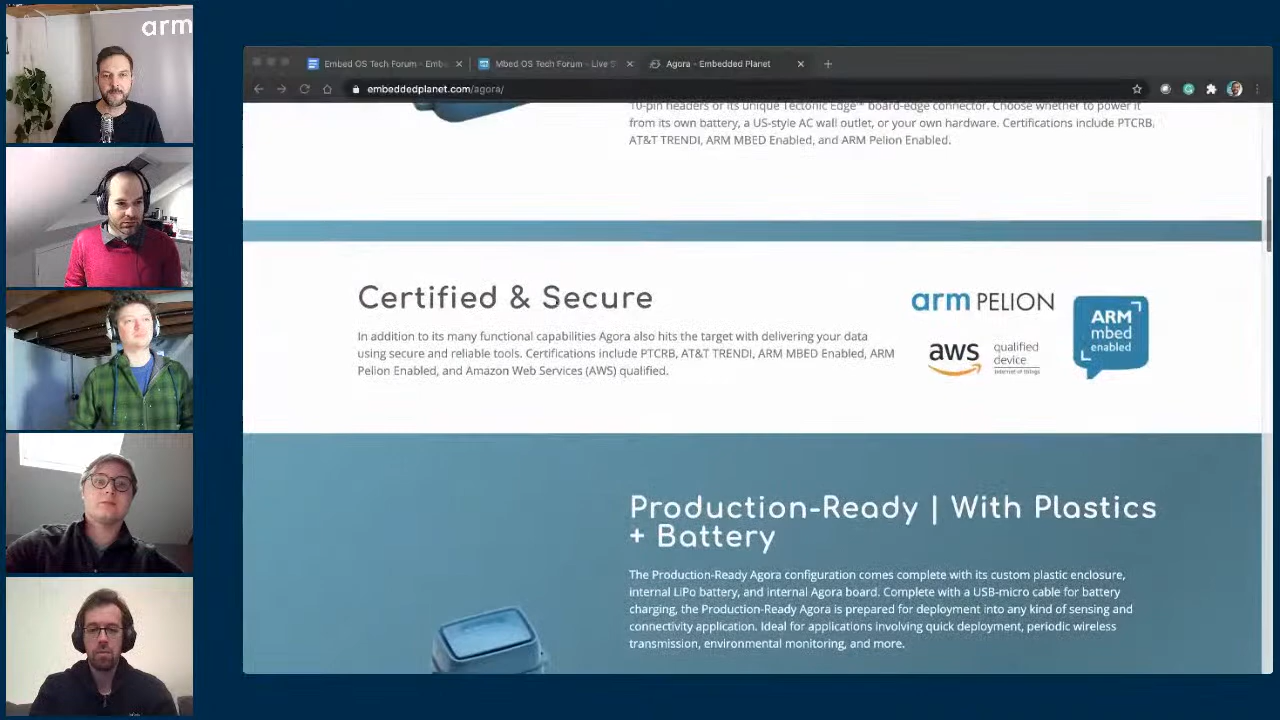 arm
Embed OS Tech Forum - Emb
Mbed OS Tech Forum - Live
Agora - Embedded Planet
embeddedplanet.com/agora/
10-pin headers or its unique Tectonic Edge™ board-edge connector. Choose whether to power it
from its own battery, a US-style AC wall outlet, or your own hardware. Certifications include PTCRB,
AT&T TRENDI, ARM MBED Enabled, and ARM Pelion Enabled.
Certified & Secure
In addition to its many functional capabilities Agora also hits the target with delivering your data
using secure and reliable tools. Certifications include PTCRB, AT&T TRENDI, ARM MBED Enabled, ARM
Pelion Enabled, and Amazon Web Services (AWS) qualified.
arm PELION
aws qualified
device
internet of things
ARM
mbed
enabled
Production-Ready | With Plastics
+ Battery
The Production-Ready Agora configuration comes complete with its custom plastic enclosure,
internal LiPo battery, and internal Agora board. Complete with a USB-micro cable for battery
charging, the Production-Ready Agora is prepared for deployment into any kind of sensing and
connectivity application. Ideal for applications involving quick deployment, periodic wireless
transmission, environmental monitoring, and more.